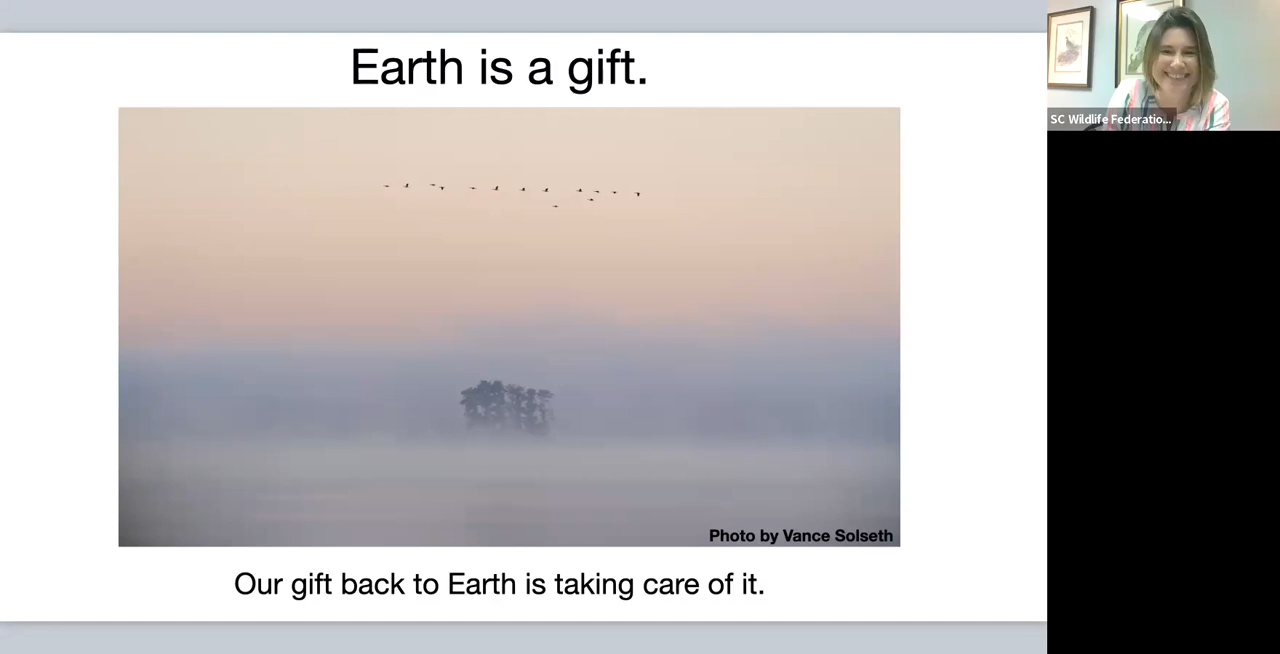 Earth is a gift.
SC Wildlife Federatio...
Photo by Vance Solseth
Our gift back to Earth is taking care of it.